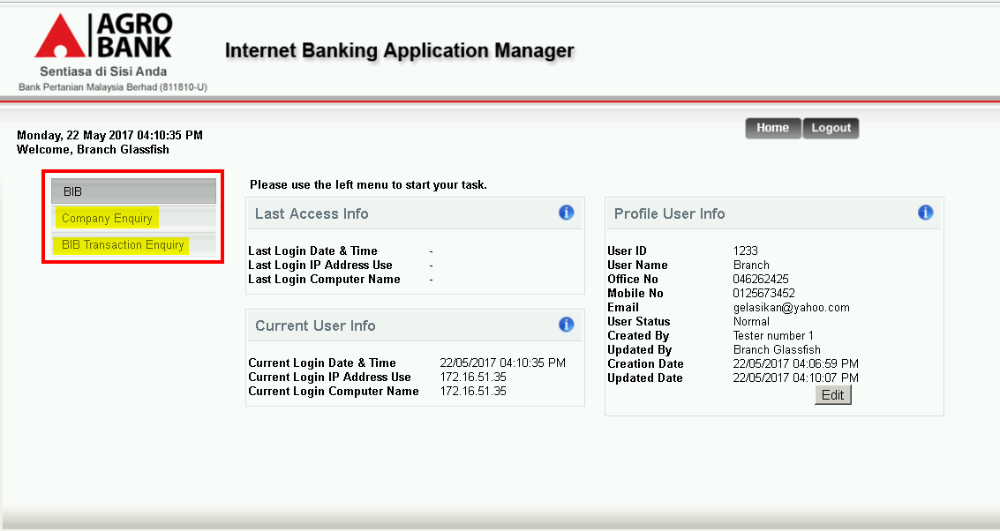 AGRO
BANK
Sentiasa di Sisi Anda
Bank Pertanian Malaysia Berhad (811810-U)
Internet Banking Application Manager
Home Logout
Monday, 22 May 2017 04:10:35 PM
Welcome, Branch Glassfish
BIB
Company Enquiry
BIB Transaction Enquiry
Please use the left menu to start your task.
Last Access Info
Last Login Date & Time -
Last Login IP Address Use -
Last Login Computer Name -
Current User Info
Current Login Date & Time 22/05/2017 04:10:35 PM
Current Login IP Address Use 172.16.51.35
Current Login Computer Name 172.16.51.35
Profile User Info
User ID 1233
User Name Branch
Office No 046262425
Mobile No 0125673452
Email gelasikan@yahoo.com
User Status Normal
Created By Tester number 1
Updated By Branch Glassfish
Creation Date 22/05/2017 04:06:59 PM
Updated Date 22/05/2017 04:10:07 PM
Edit